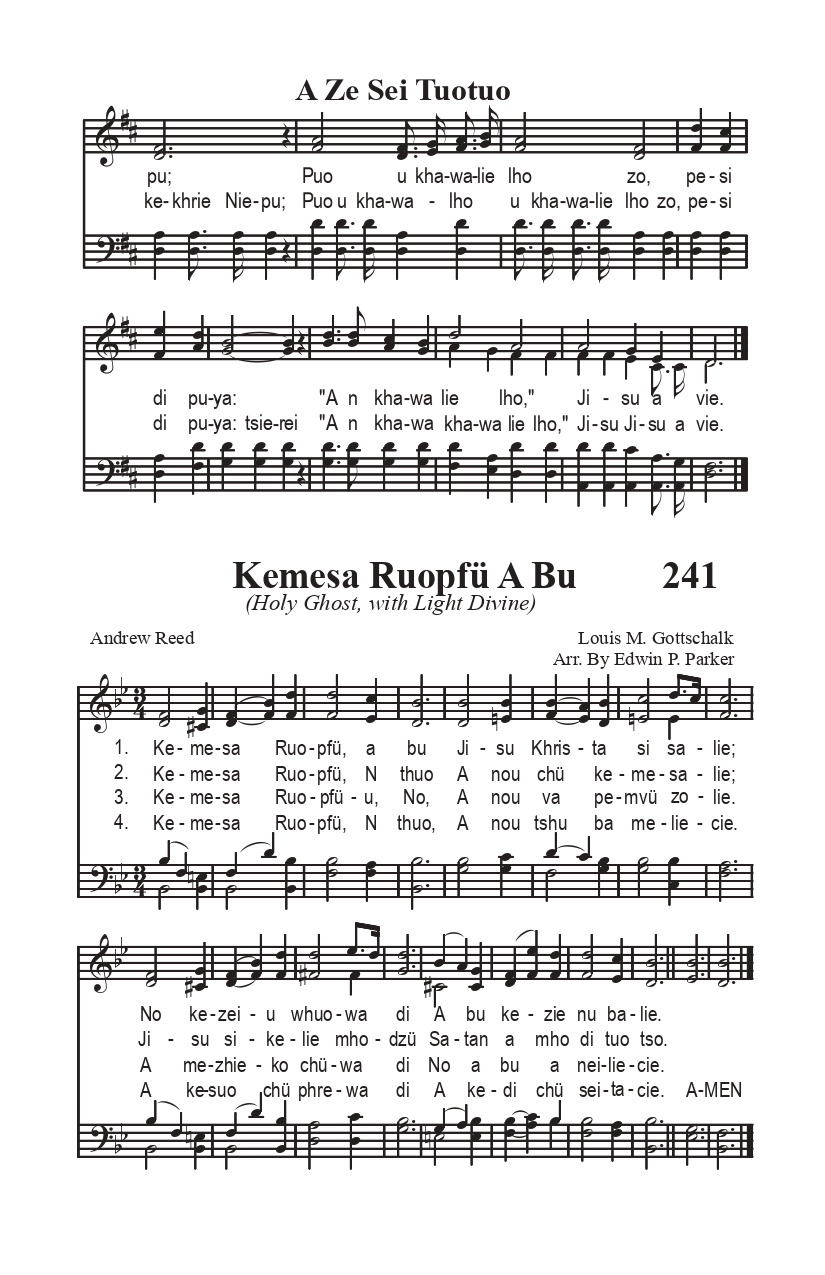 A Ze Sei Tuotuo
pu; Puo u kha-wa-lie lho zo, pe-si
ke-khrie Niepu; Puo u kha-wa - lho u kha-wa-lie lho zo, pe-si
di pu-ya: "A n kha-wa lie lho," Ji- su a vie.
di pu-ya: tsie-rei "A n kha-wa kha-wa lie lho," Ji-su Ji-su a vie.
Kemesa Ruopfü A Bu 241
(Holy Ghost, with Light Divine)
Andrew Reed Louis M. Gottschalk
Arr. By Edwin P. Parker
3 4
1. Ke - me-sa Ruopfü, a bu Ji - su Khris - ta si sa - lie;
2. Ke - me-sa Ruopfü, N thuo A nou chü ke - me - sa - lie;
3. Ke - me-sa Ruo - pfü - u, No, A nou va pe-mvü zo - lie.
4. Ke - me-sa Ruopfü, N thuo, A nou tshu ba me - lie - cie.
3 4
No ke-zei - u whuo-wa di A bu ke - zie nu ba-lie.
Ji - su si - ke-lie mho-dzü Sa-tan a mho di tuo tso.
A me-zhie - ko chü-wa di No a bu a nei-lie-cie.
A ke-suo chü phre-wa di A ke-di chü sei-ta-cie. A-MEN